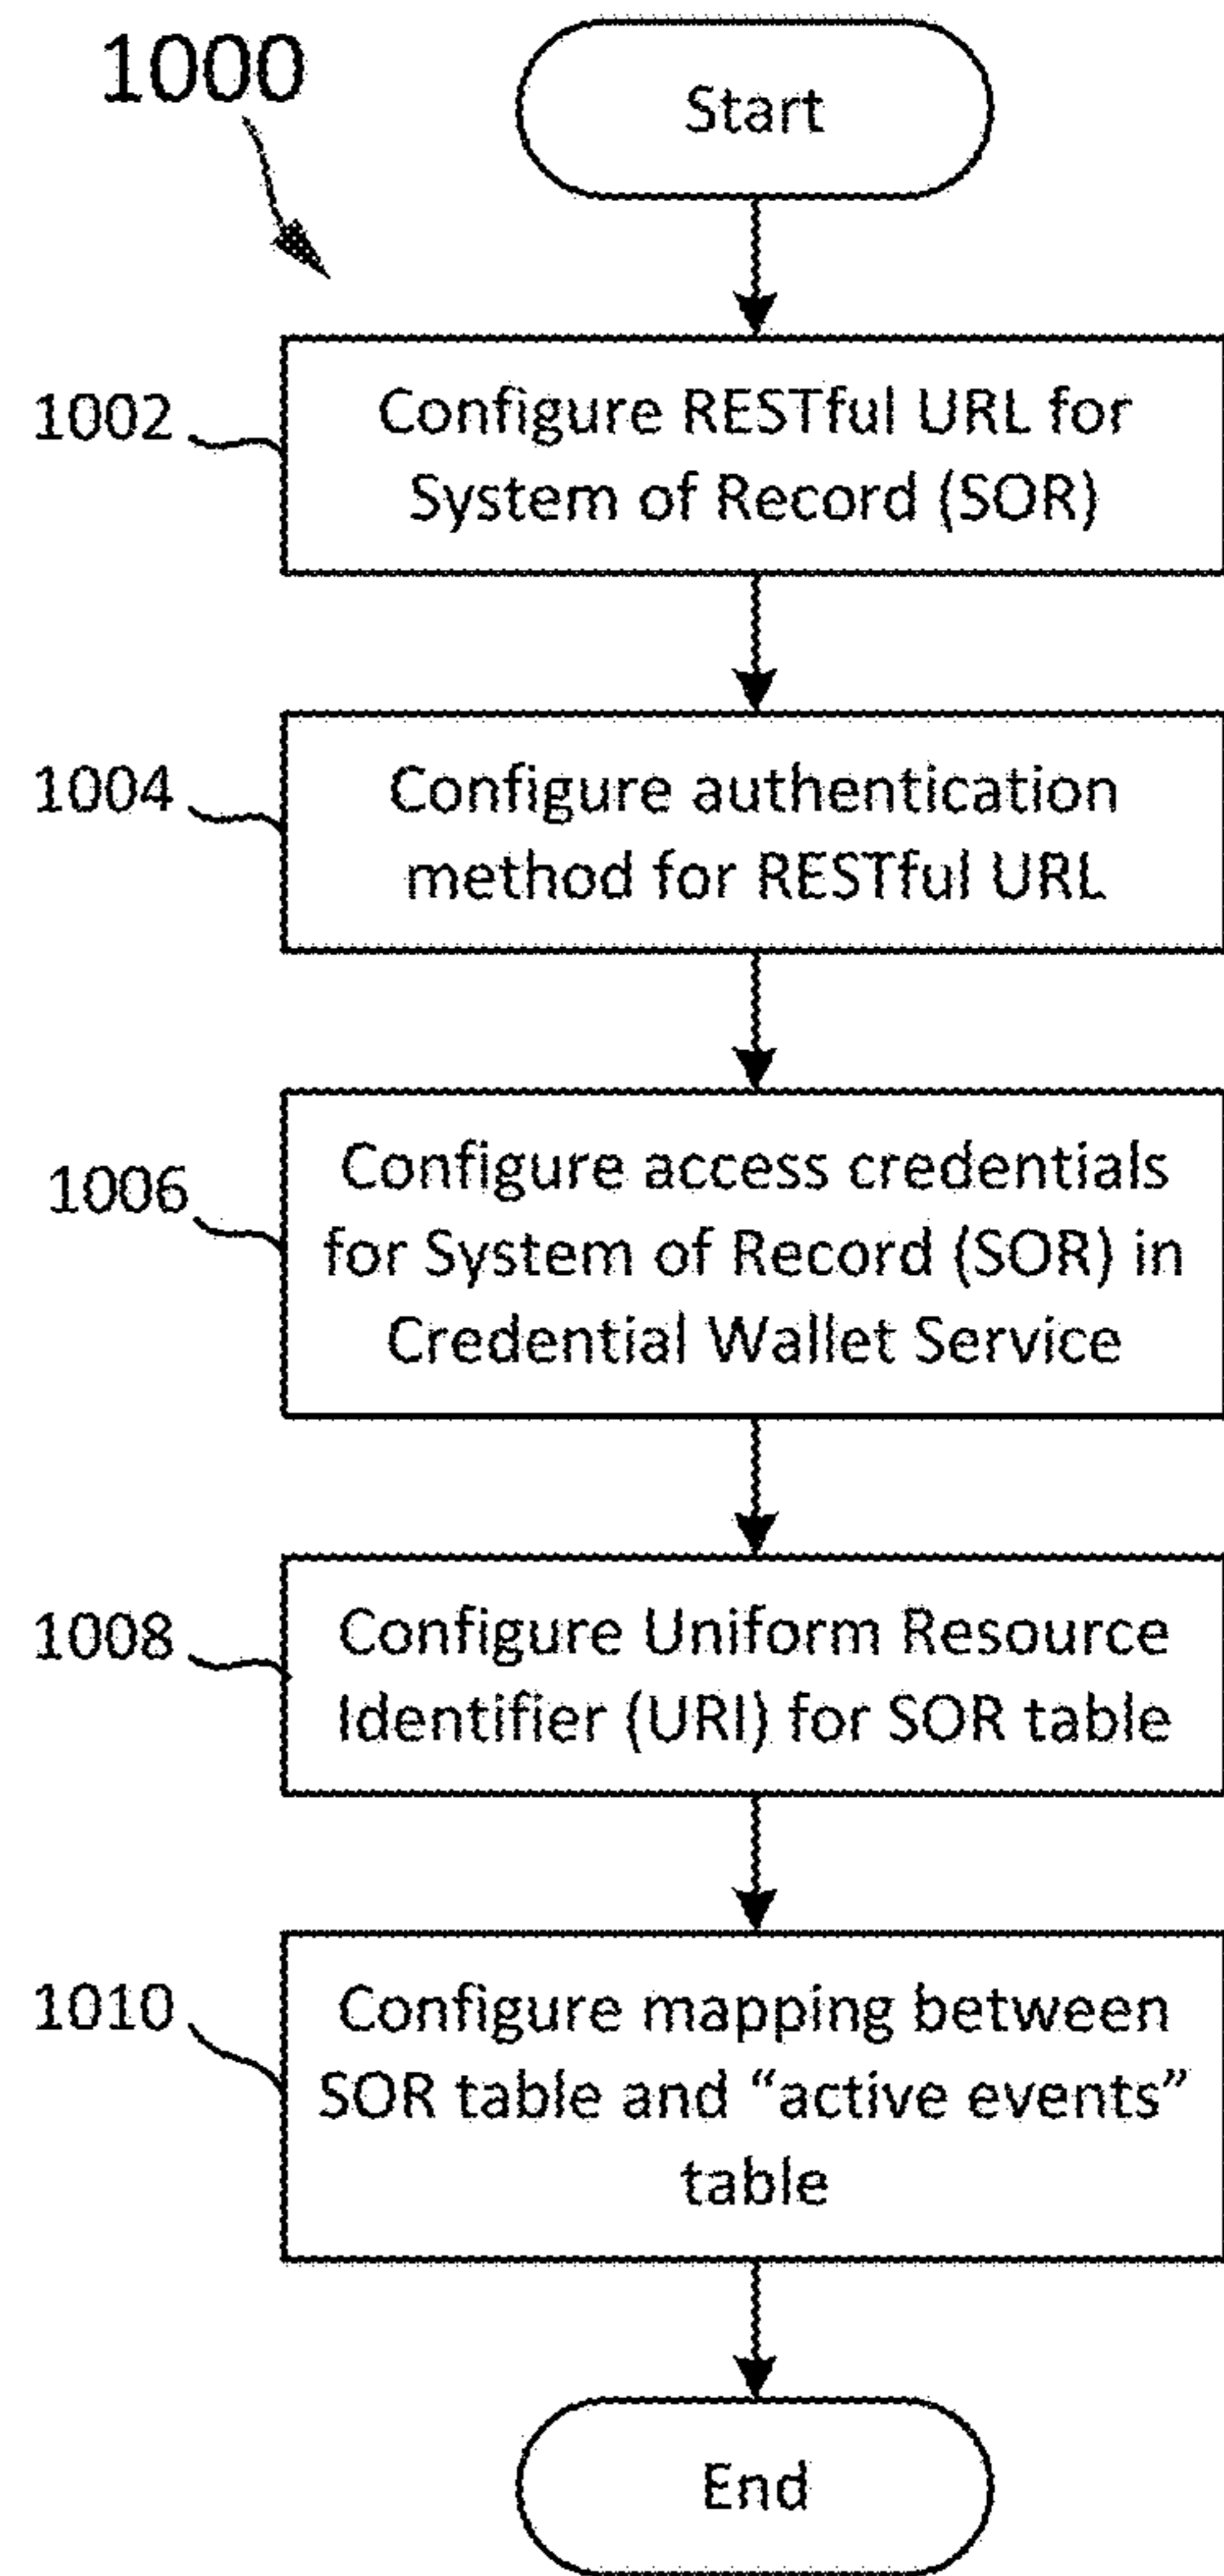 1000
Start
1002
Configure RESTful URL for
System of Record (SOR)
1004
Configure authentication
method for RESTful URL
1006
Configure access credentials
for System of Record (SOR) in
Credential Wallet Service
1008
Configure Uniform Resource
Identifier (URI) for SOR table
1010
Configure mapping between
SOR table and “active events”
table
End